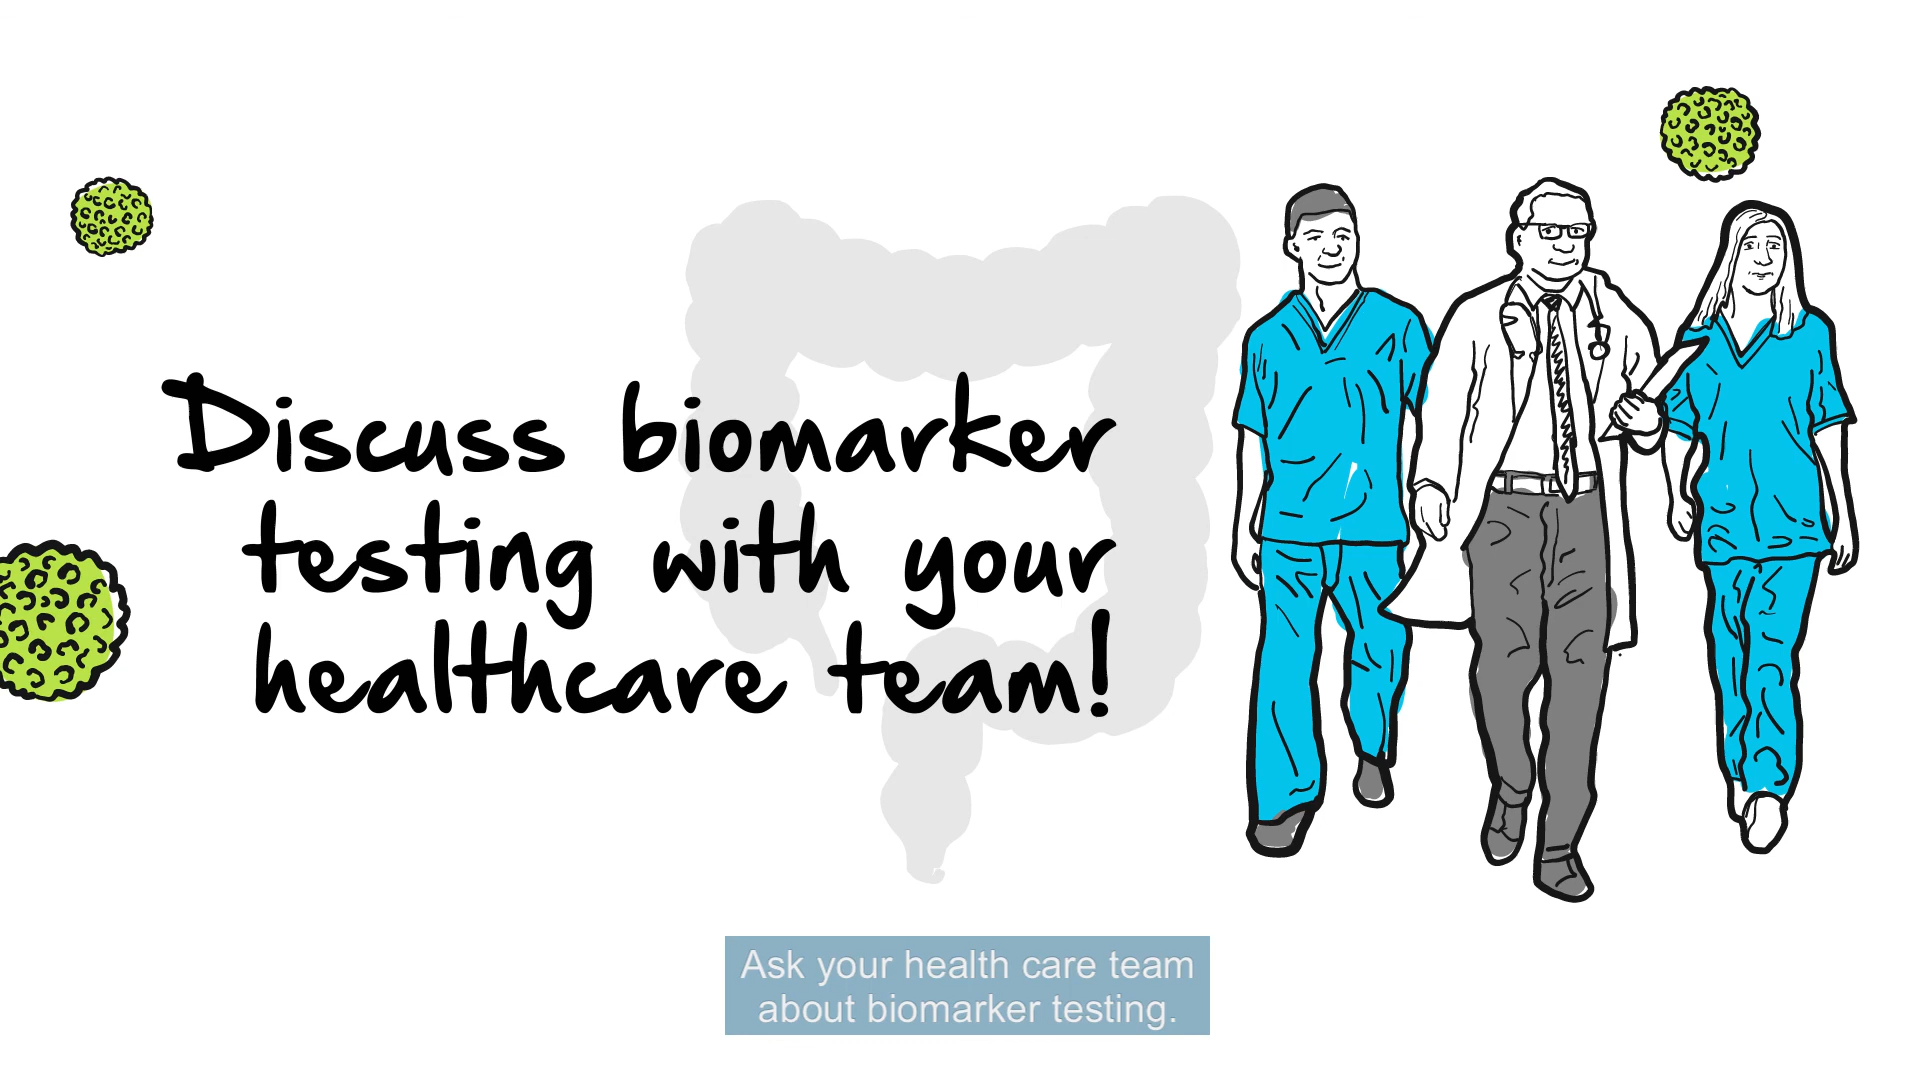 Discuss biomarker
testing with your
healthcare team!
Ask your health care team
about biomarker testing.